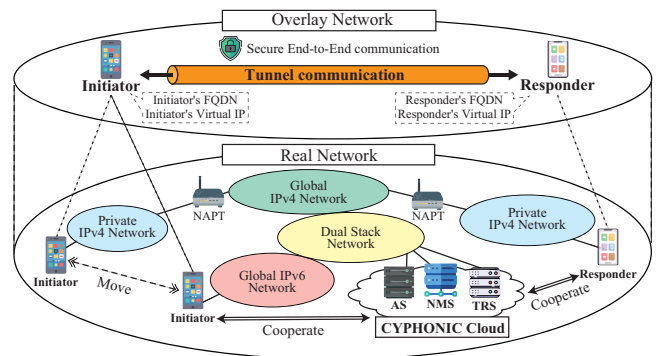 Overlay Network
Secure End-to-End communication
Tunnel communication
Initiator
Responder
Initiator's FQDN
Initiator's Virtual IP
Responder's FQDN
Responder's Virtual IP
Real Network
Global
IPv4 Network
NAPT
NAPT
Private
IPv4 Network
Private
IPv4 Network
Dual Stack
Network
Initiator
Move
Global IPv6
Network
Initiator
AS
NMS
TRS
Responder
Cooperate
Cooperate
CYPHONIC Cloud